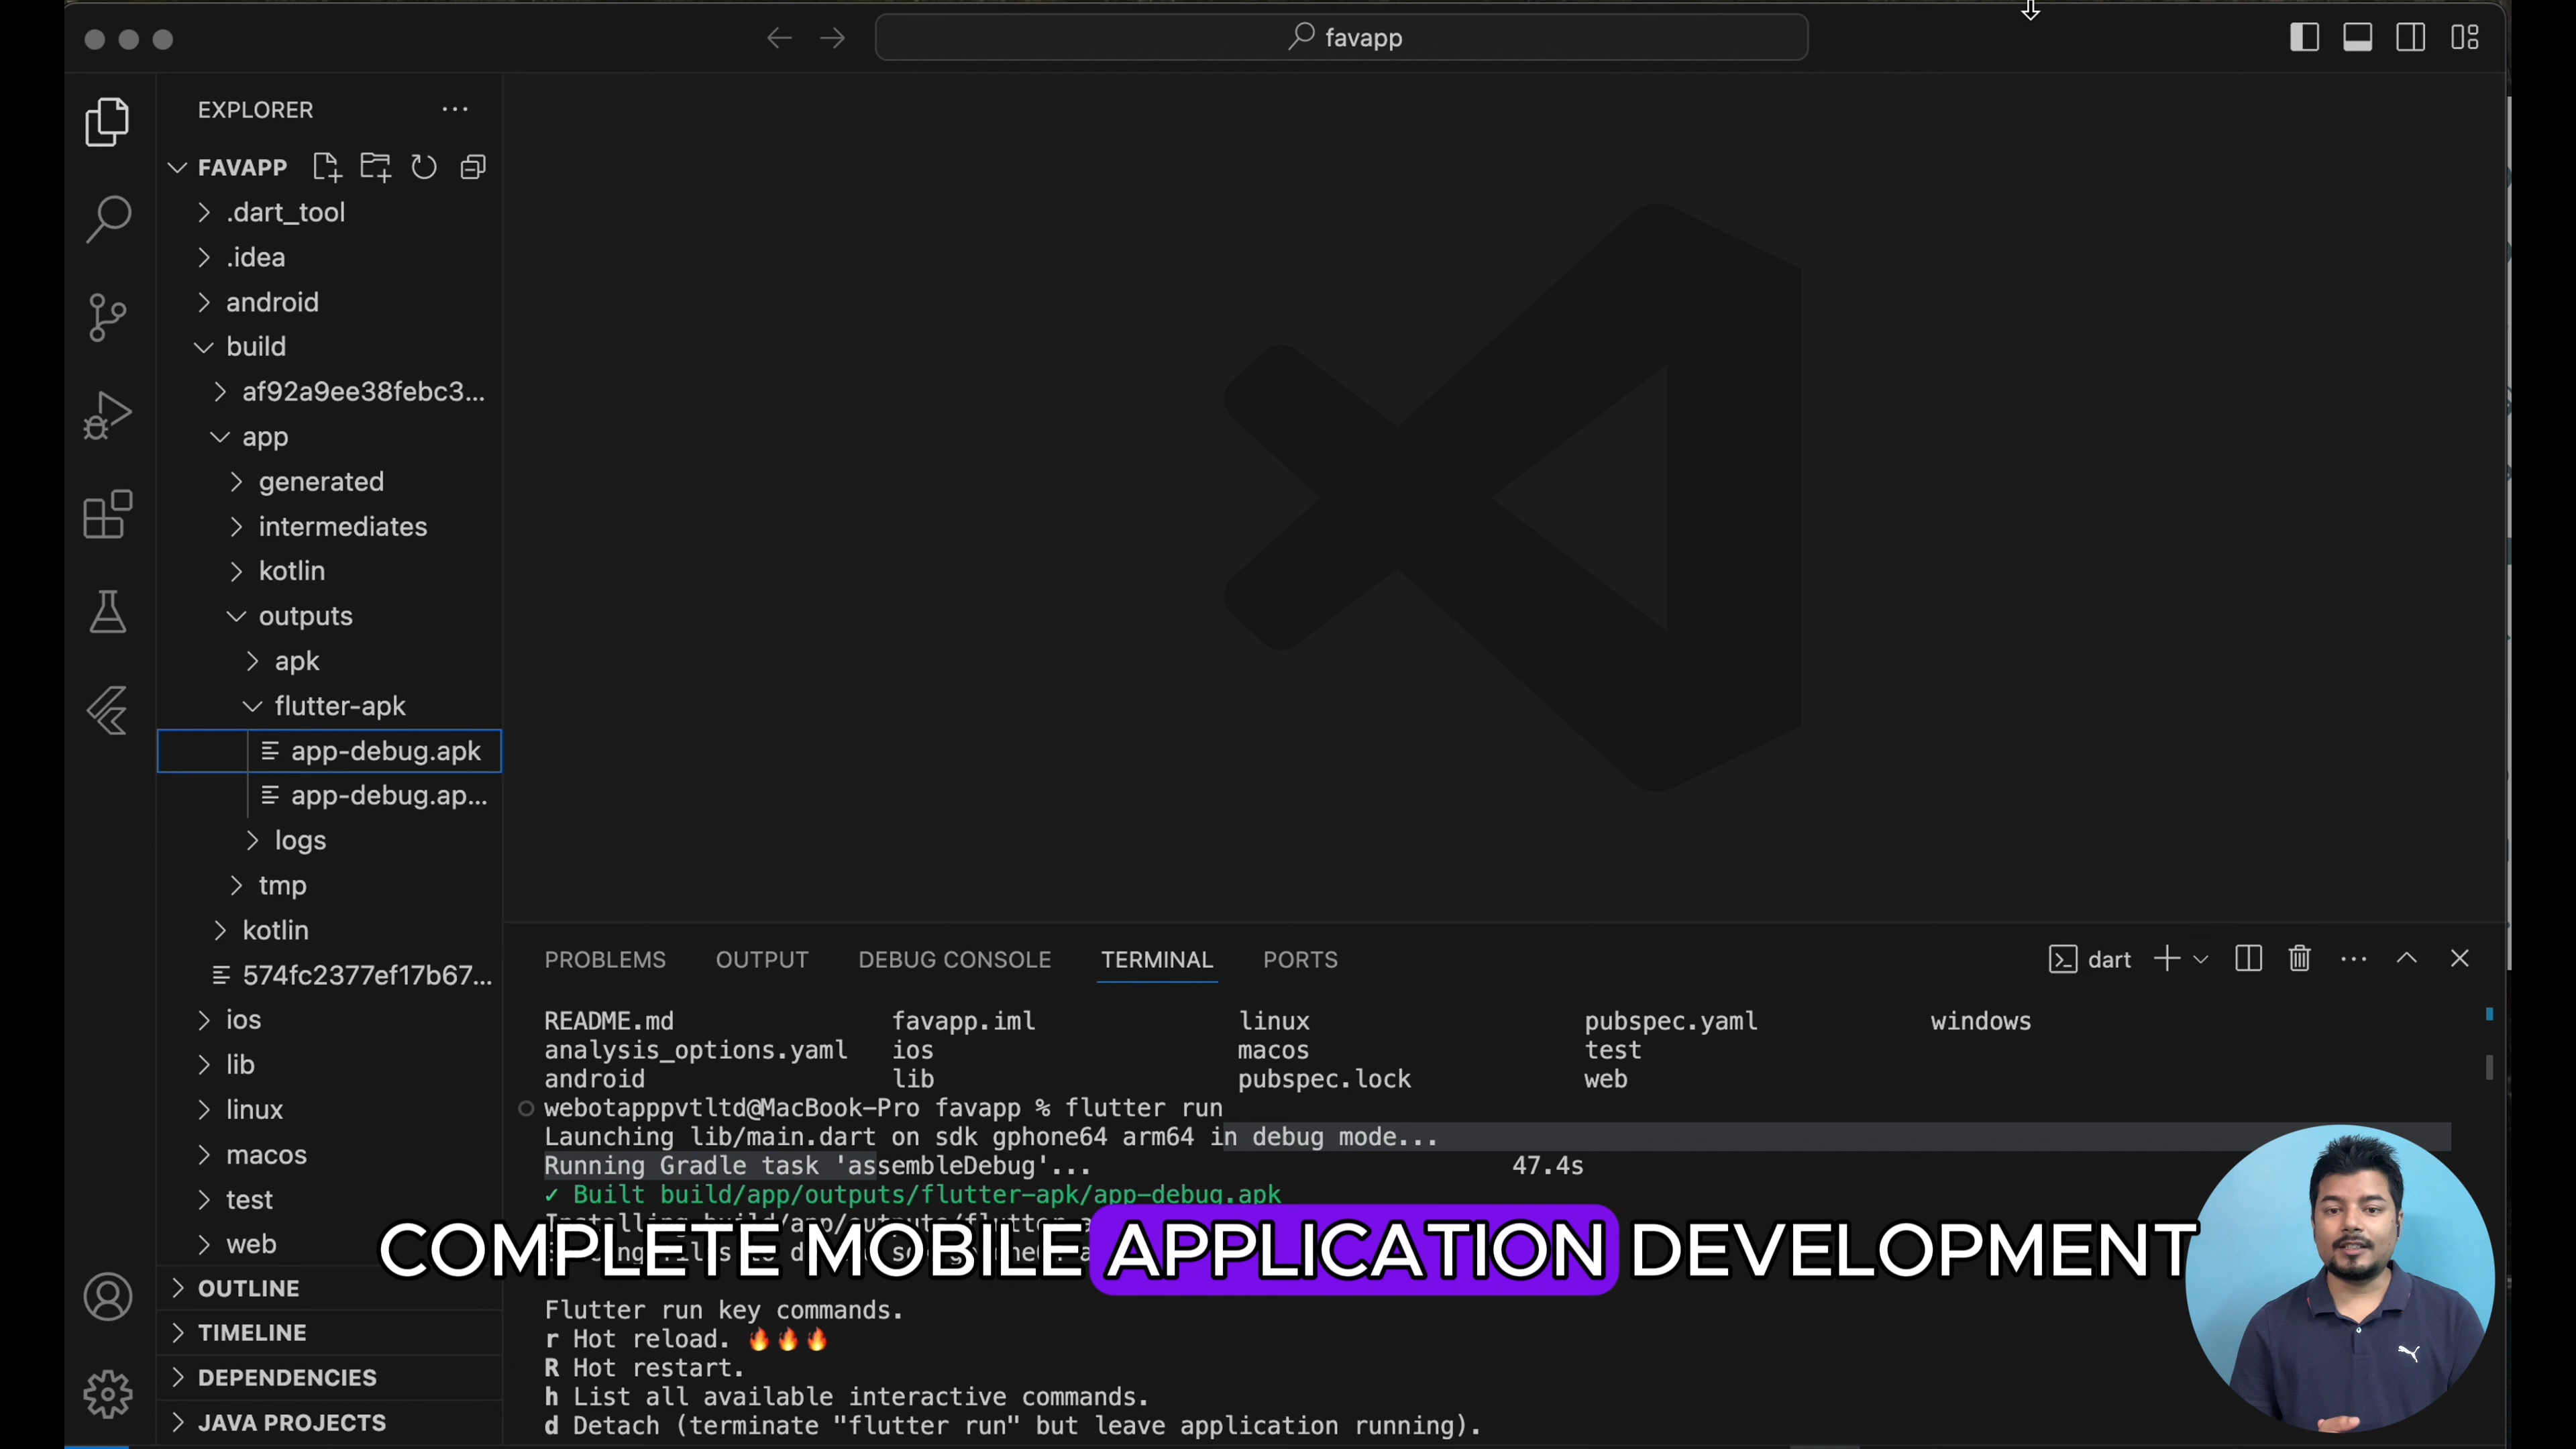 favapp
EXPLORER
FAVAPP
.dart_tool
.idea
android
build
af92a9ee38febc3...
app
generated
intermediates
kotlin
outputs
apk
flutter-apk
app-debug.apk
app-debug.ap...
logs
tmp
kotlin
574fc2377ef17b67...
ios
lib
linux
macos
test
web
OUTLINE
TIMELINE
DEPENDENCIES
JAVA PROJECTS
PROBLEMS OUTPUT DEBUG CONSOLE TERMINAL PORTS
dart
README.md favapp.iml linux pubspec.yaml windows
analysis_options.yaml ios macos test
android lib pubspec.lock web
webotapppvtltd@MacBook-Pro favapp % flutter run
Launching lib/main.dart on sdk gphone64 arm64 in debug mode...
Running Gradle task 'assembleDebug'... 47.4s
✓ Built build/app/outputs/flutter-apk/app-debug.apk
COMPLETE MOBILE APPLICATION DEVELOPMENT
Flutter run key commands.
r Hot reload. 🔥🔥🔥
R Hot restart.
h List all available interactive commands.
d Detach (terminate "flutter run" but leave application running).